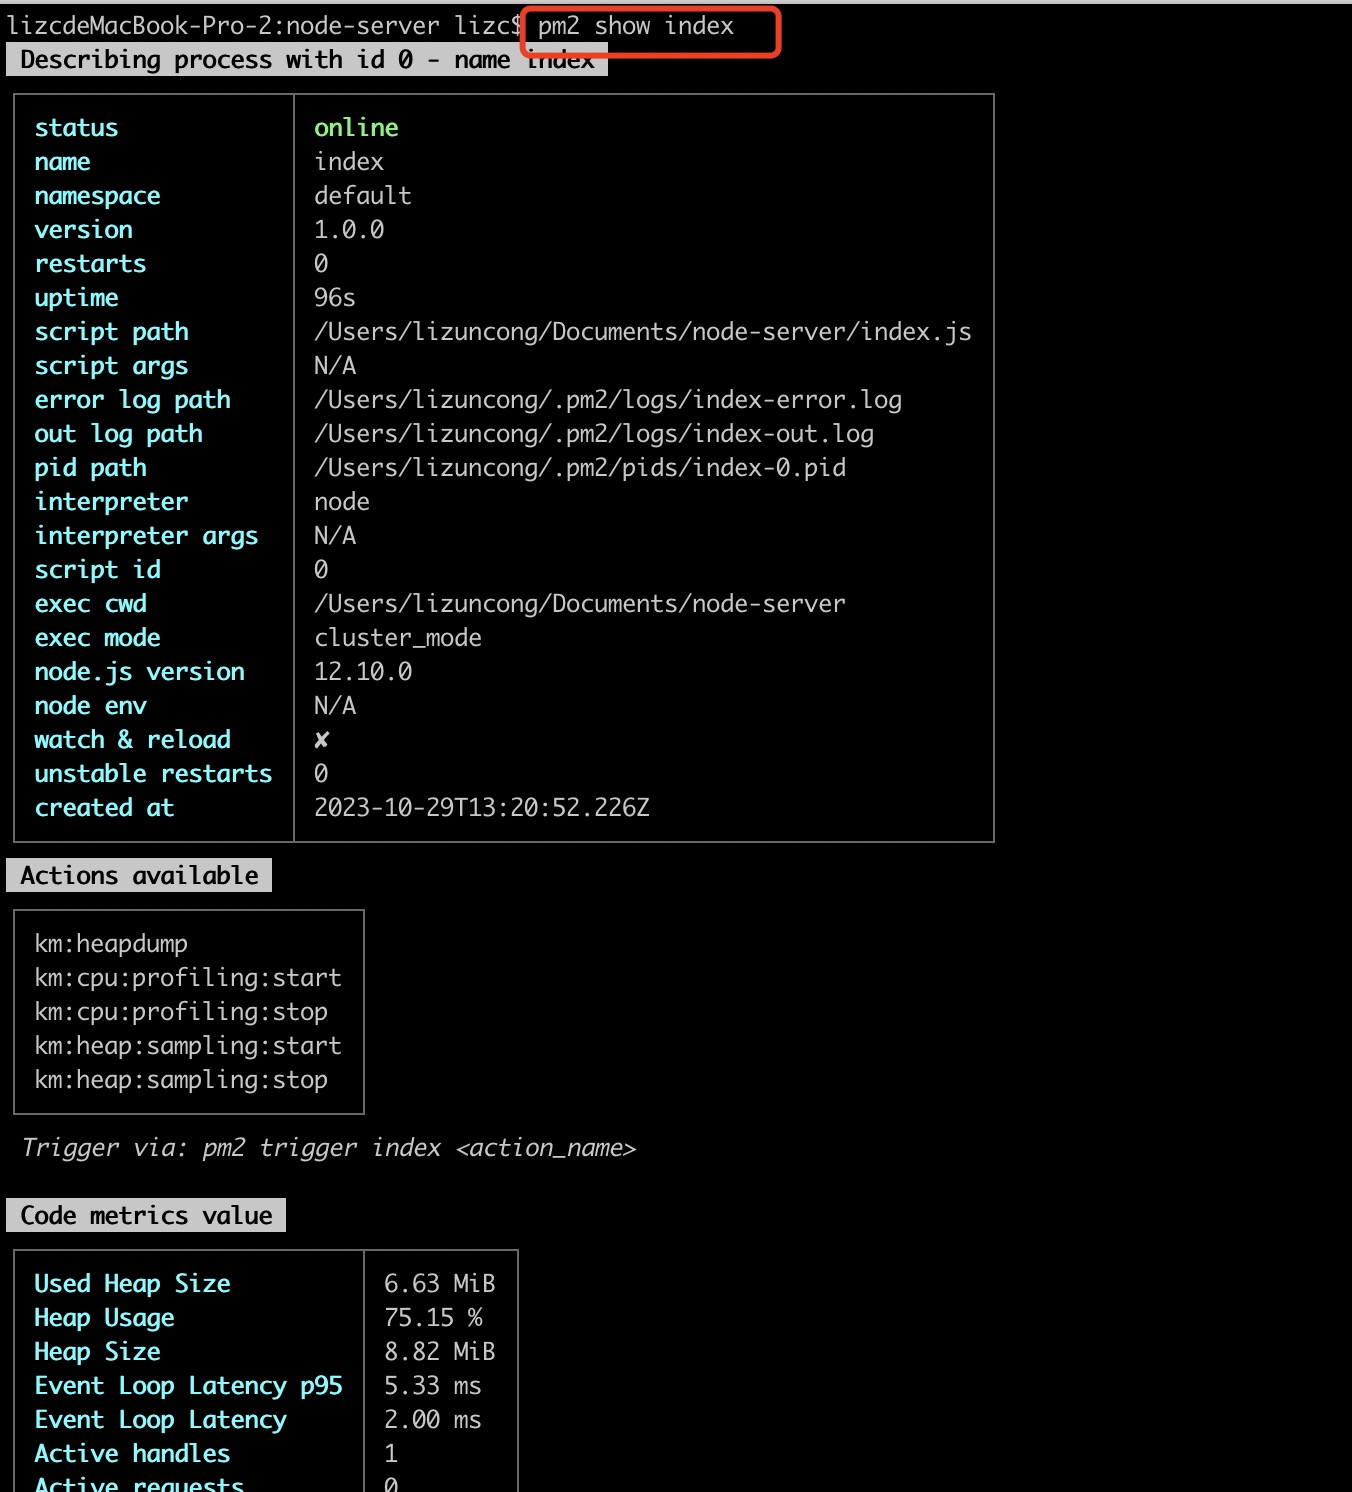 lizcdeMacBook-Pro-2:node-server lizc$ pm2 show index
Describing process with id 0 - name index
status online
name index
namespace default
version 1.0.0
restarts 0
uptime 96s
script path /Users/lizuncong/Documents/node-server/index.js
script args N/A
error log path /Users/lizuncong/.pm2/logs/index-error.log
out log path /Users/lizuncong/.pm2/logs/index-out.log
pid path /Users/lizuncong/.pm2/pids/index-0.pid
interpreter node
interpreter args N/A
script id 0
exec cwd /Users/lizuncong/Documents/node-server
exec mode cluster_mode
node.js version 12.10.0
node env N/A
watch & reload ✘
unstable restarts 0
created at 2023-10-29T13:20:52.226Z
Actions available
km:heapdump
km:cpu:profiling:start
km:cpu:profiling:stop
km:heap:sampling:start
km:heap:sampling:stop
Trigger via: pm2 trigger index <action_name>
Code metrics value
Used Heap Size 6.63 MiB
Heap Usage 75.15 %
Heap Size 8.82 MiB
Event Loop Latency p95 5.33 ms
Event Loop Latency 2.00 ms
Active handles 1
Active requests 0